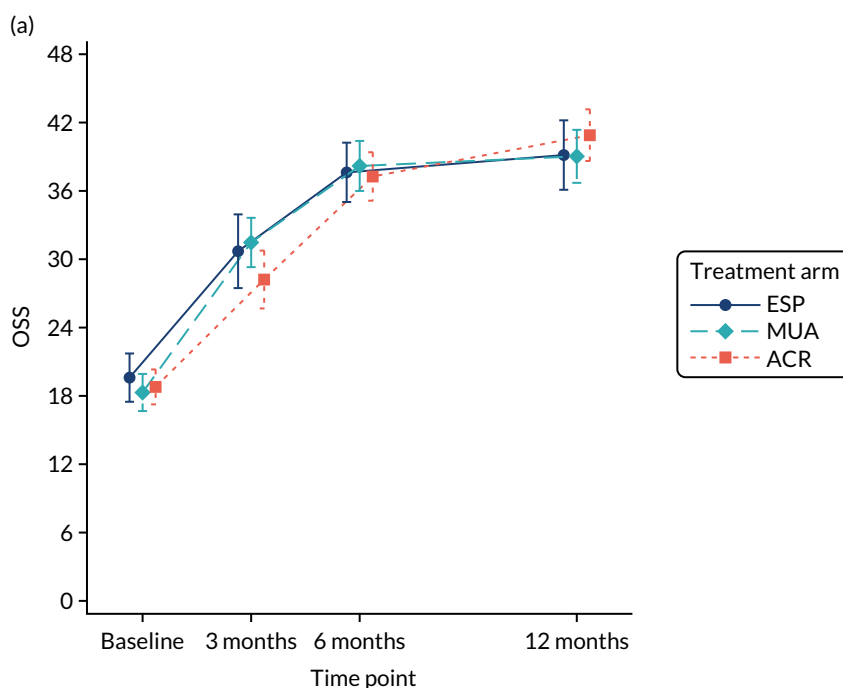 (a)
48
42
36
30
24
18
12
6
0
OSS
Baseline 3 months 6 months 12 months
Time point
Treatment arm
ESP
MUA
ACR